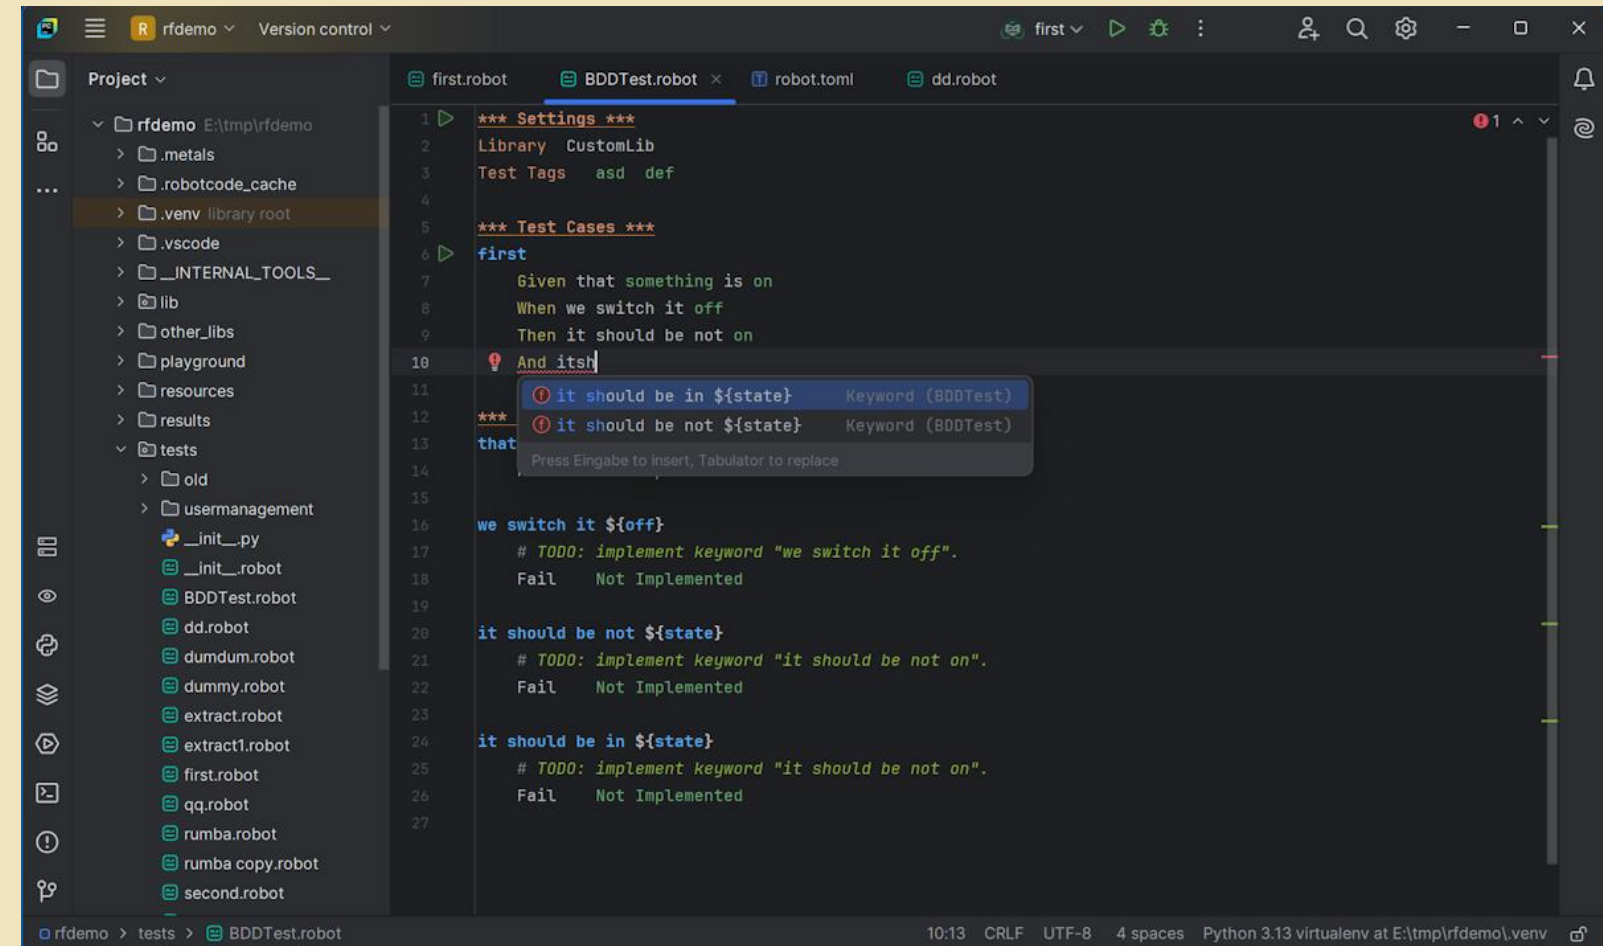 R rfdemo Version control first
Project
first.robot BDDTest.robot × robot.toml dd.robot
rfdemo E:\tmp\rfdemo
.metals
.robotcode_cache
.venv library root
.vscode
__INTERNAL_TOOLS__
lib
other_libs
playground
resources
results
tests
old
usermanagement
__init__.py
__init__.robot
BDDTest.robot
dd.robot
dumdum.robot
dummy.robot
extract.robot
extract1.robot
first.robot
qq.robot
rumba.robot
rumba copy.robot
second.robot
1 *** Settings ***
2 Library CustomLib
3 Test Tags asd def
4
5 *** Test Cases ***
6 first
7 Given that something is on
8 When we switch it off
9 Then it should be not on
10 And itsh
11
12 ***
13 that
14
15
16 we switch it ${off}
17 # TODO: implement keyword "we switch it off".
18 Fail Not Implemented
19
20 it should be not ${state}
21 # TODO: implement keyword "it should be not on".
22 Fail Not Implemented
23
24 it should be in ${state}
25 # TODO: implement keyword "it should be not on".
26 Fail Not Implemented
27
1
it should be in ${state} Keyword (BDDTest)
it should be not ${state} Keyword (BDDTest)
Press Eingabe to insert, Tabulator to replace
rfdemo > tests > BDDTest.robot 10:13 CRLF UTF-8 4 spaces Python 3.13 virtualenv at E:\tmp\rfdemo\.venv